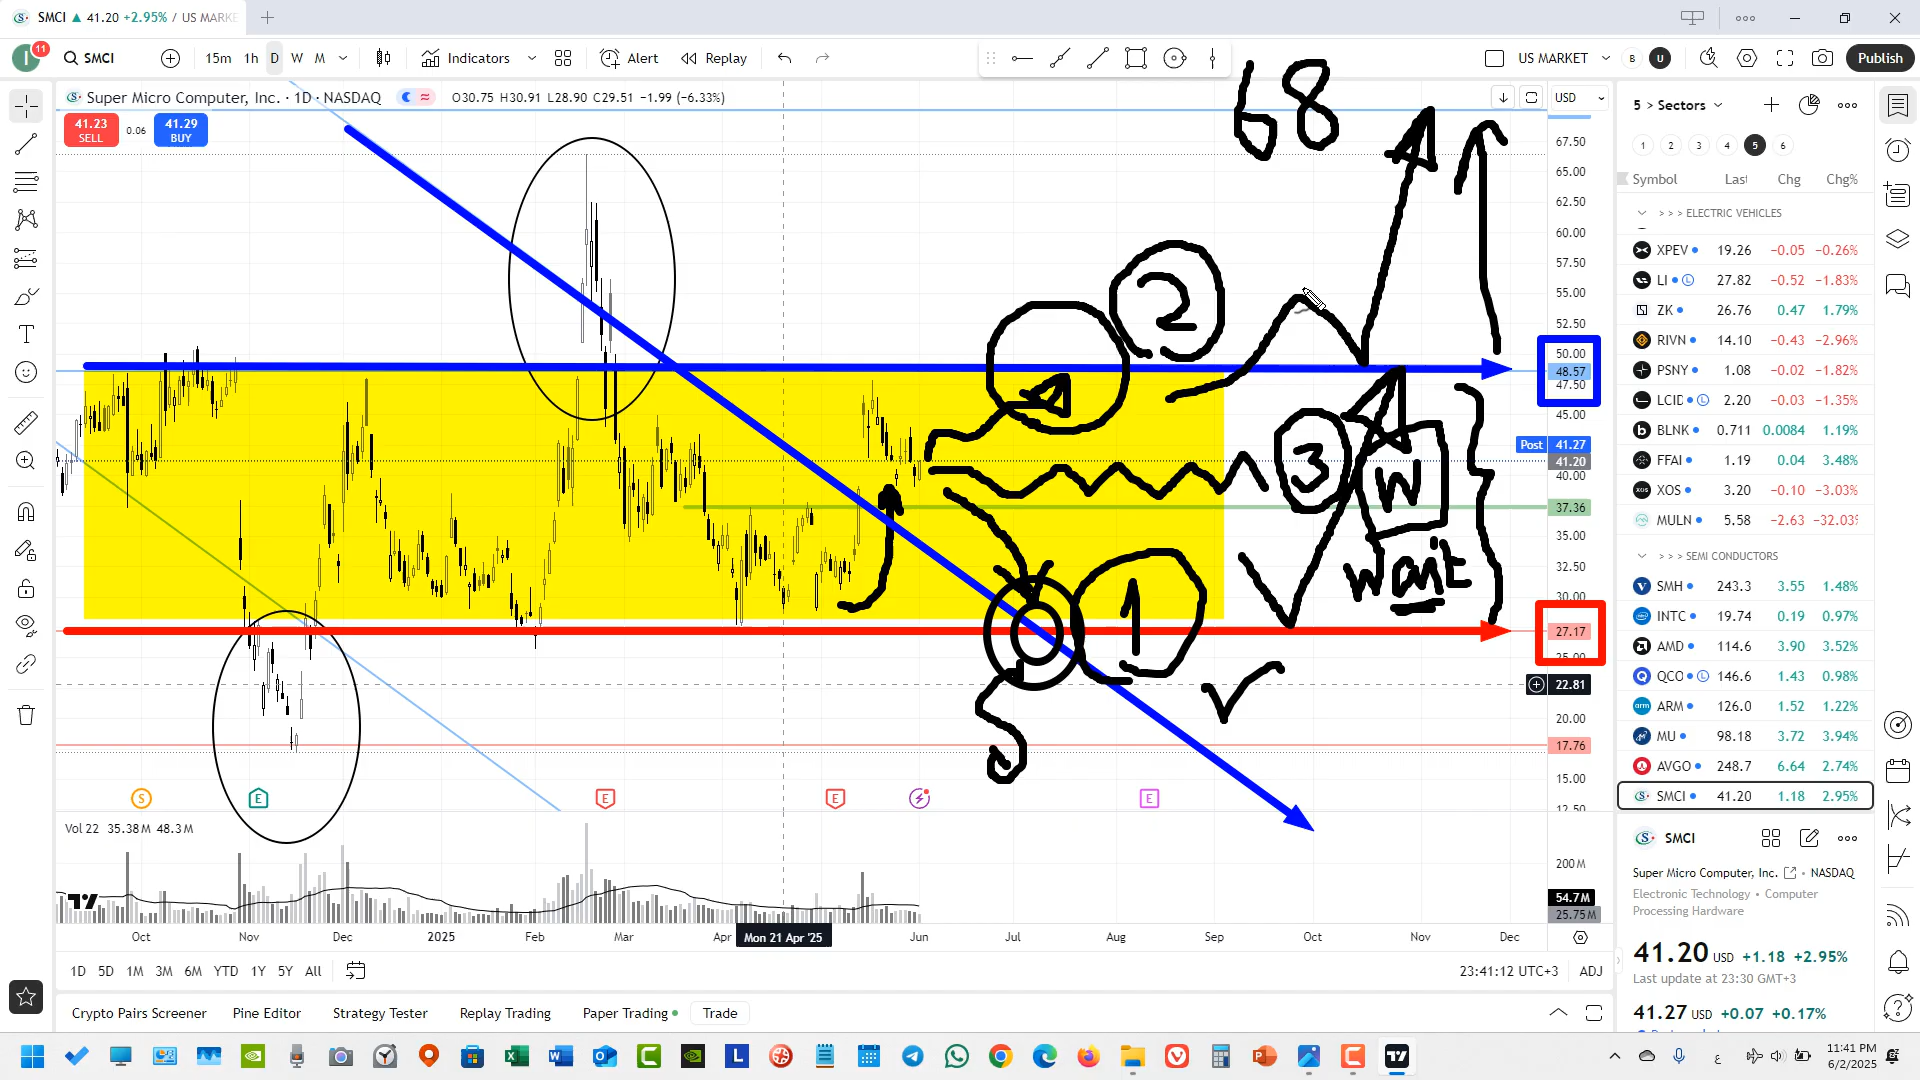 SMCI ▲ 41.20 +2.95% / US MARKE
11
SMCI
15m 1h D W M
Indicators
Alert
Replay
US MARKET
B
U
Publish
Super Micro Computer, Inc. · 1D · NASDAQ
O30.75 H30.91 L28.90 C29.51 −1.99 (−6.33%)
41.23
SELL
0.06
41.29
BUY
68
2
3
W
wait
1
USD
67.50
65.00
62.50
60.00
57.50
55.00
52.50
50.00
48.57
47.50
45.00
Post 41.27
41.20
40.00
37.36
35.00
32.50
30.00
27.17
25.00
22.81
20.00
17.76
15.00
12.50
S
E
E
E
E
Vol 22 35.38 M 48.3 M
200 M
54.7 M
25.75 M
Oct Nov Dec 2025 Feb Mar Apr Mon 21 Apr '25 Jun Jul Aug Sep Oct Nov Dec
1D 5D 1M 3M 6M YTD 1Y 5Y All
23:41:12 UTC+3 ADJ
Crypto Pairs Screener Pine Editor Strategy Tester Replay Trading Paper Trading Trade
5 > Sectors
1 2 3 4 5 6
Symbol Last Chg Chg%
> > > ELECTRIC VEHICLES
XPEV 19.26 −0.05 −0.26%
LI L 27.82 −0.52 −1.83%
ZK 26.76 0.47 1.79%
RIVN 14.10 −0.43 −2.96%
PSNY 1.08 −0.02 −1.82%
LCID L 2.20 −0.03 −1.35%
BLNK 0.711 0.0084 1.19%
FFAI 1.19 0.04 3.48%
XOS 3.20 −0.10 −3.03%
MULN 5.58 −2.63 −32.03%
> > > SEMI CONDUCTORS
SMH 243.3 3.55 1.48%
INTC 19.74 0.19 0.97%
AMD 114.6 3.90 3.52%
QCO L 146.6 1.43 0.98%
ARM 126.0 1.52 1.22%
MU 98.18 3.72 3.94%
AVGO 248.7 6.64 2.74%
SMCI 41.20 1.18 2.95%
SMCI
Super Micro Computer, Inc. • NASDAQ
Electronic Technology • Computer
Processing Hardware
41.20 USD +1.18 +2.95%
Last update at 23:30 GMT+3
41.27 USD +0.07 +0.17%
ع
11:41 PM
6/2/2025